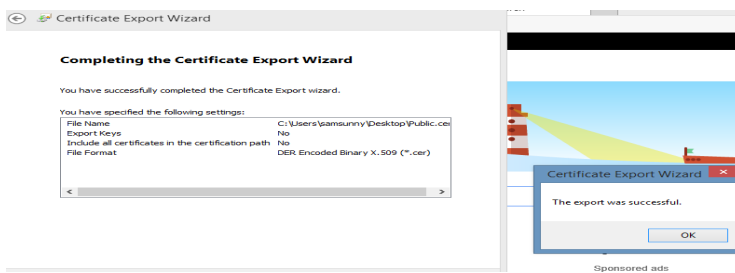 Certificate Export Wizard
Completing the Certificate Export Wizard
You have successfully completed the Certificate Export wizard.
You have specified the following settings:
File Name C:\Users\samsunny\Desktop\Public.cer
Export Keys No
Include all certificates in the certification path No
File Format DER Encoded Binary X.509 (*.cer)
Certificate Export Wizard
The export was successful.
OK
Sponsored ads